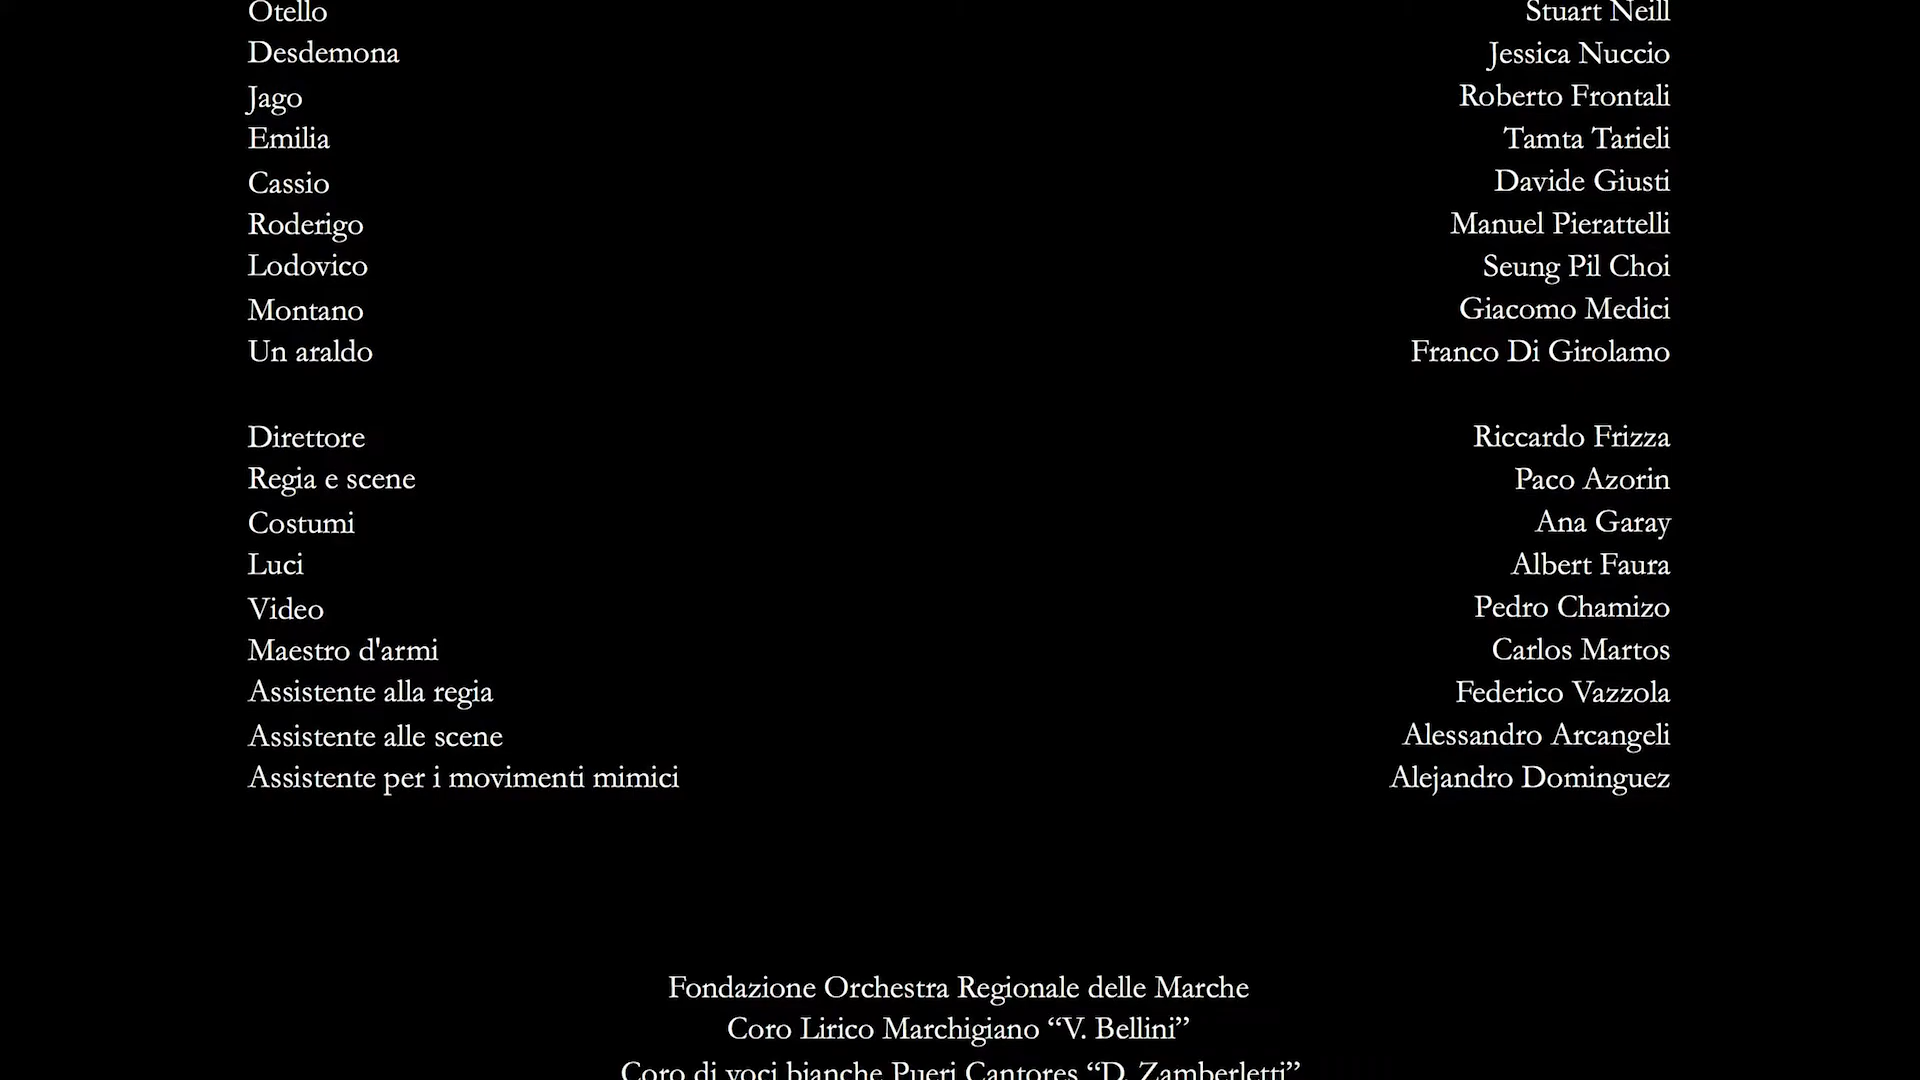 Otello Stuart Neill
Desdemona Jessica Nuccio
Jago Roberto Frontali
Emilia Tamta Tarieli
Cassio Davide Giusti
Roderigo Manuel Pierattelli
Lodovico Seung Pil Choi
Montano Giacomo Medici
Un araldo Franco Di Girolamo
Direttore Riccardo Frizza
Regia e scene Paco Azorin
Costumi Ana Garay
Luci Albert Faura
Video Pedro Chamizo
Maestro d'armi Carlos Martos
Assistente alla regia Federico Vazzola
Assistente alle scene Alessandro Arcangeli
Assistente per i movimenti mimici Alejandro Dominguez
Fondazione Orchestra Regionale delle Marche
Coro Lirico Marchigiano “V. Bellini”
Coro di voci bianche Pueri Cantores “D. Zamberletti”